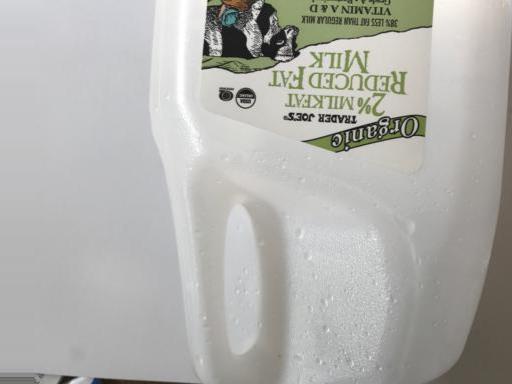 Organic
TRADER JOE'S®
2% MILKFAT
REDUCED FAT
MILK
38% LESS FAT THAN REGULAR MILK
VITAMIN A & D
USDA
ORGANIC